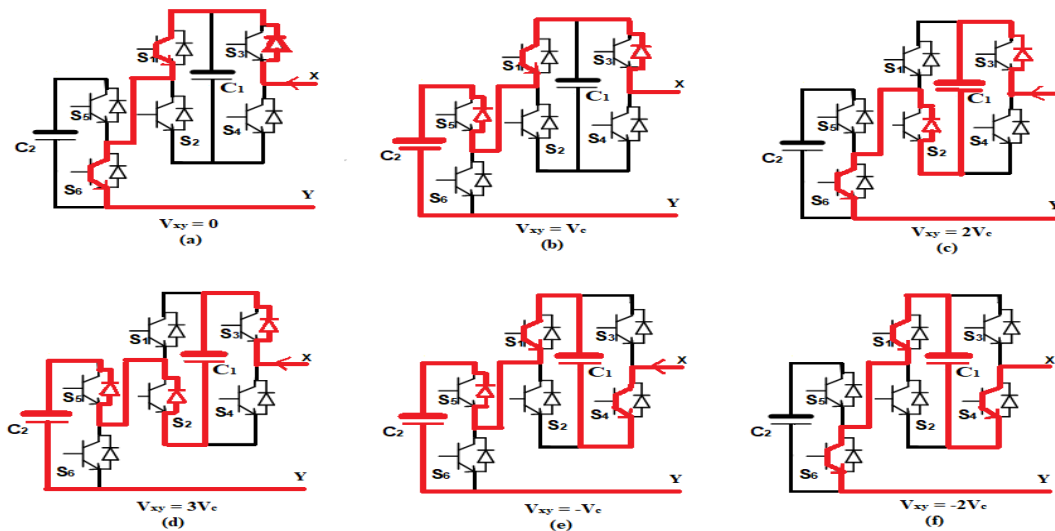 S1
S3
C1
X
S5
S2
S4
C2
S6
Y
Vxy = 0
(a)
S1
S3
C1
X
S5
S2
S4
C2
S6
Y
Vxy = Vc
(b)
S1
S3
C1
X
S5
S2
S4
C2
S6
Y
Vxy = 2Vc
(c)
S1
S3
X
C1
S5
S2
S4
C2
S6
Y
Vxy = 3Vc
(d)
S1
S3
X
C1
S5
S4
S2
C2
S6
Y
Vxy = -Vc
(e)
S1
S3
X
C1
S5
S4
S2
C2
S6
Y
Vxy = -2Vc
(f)